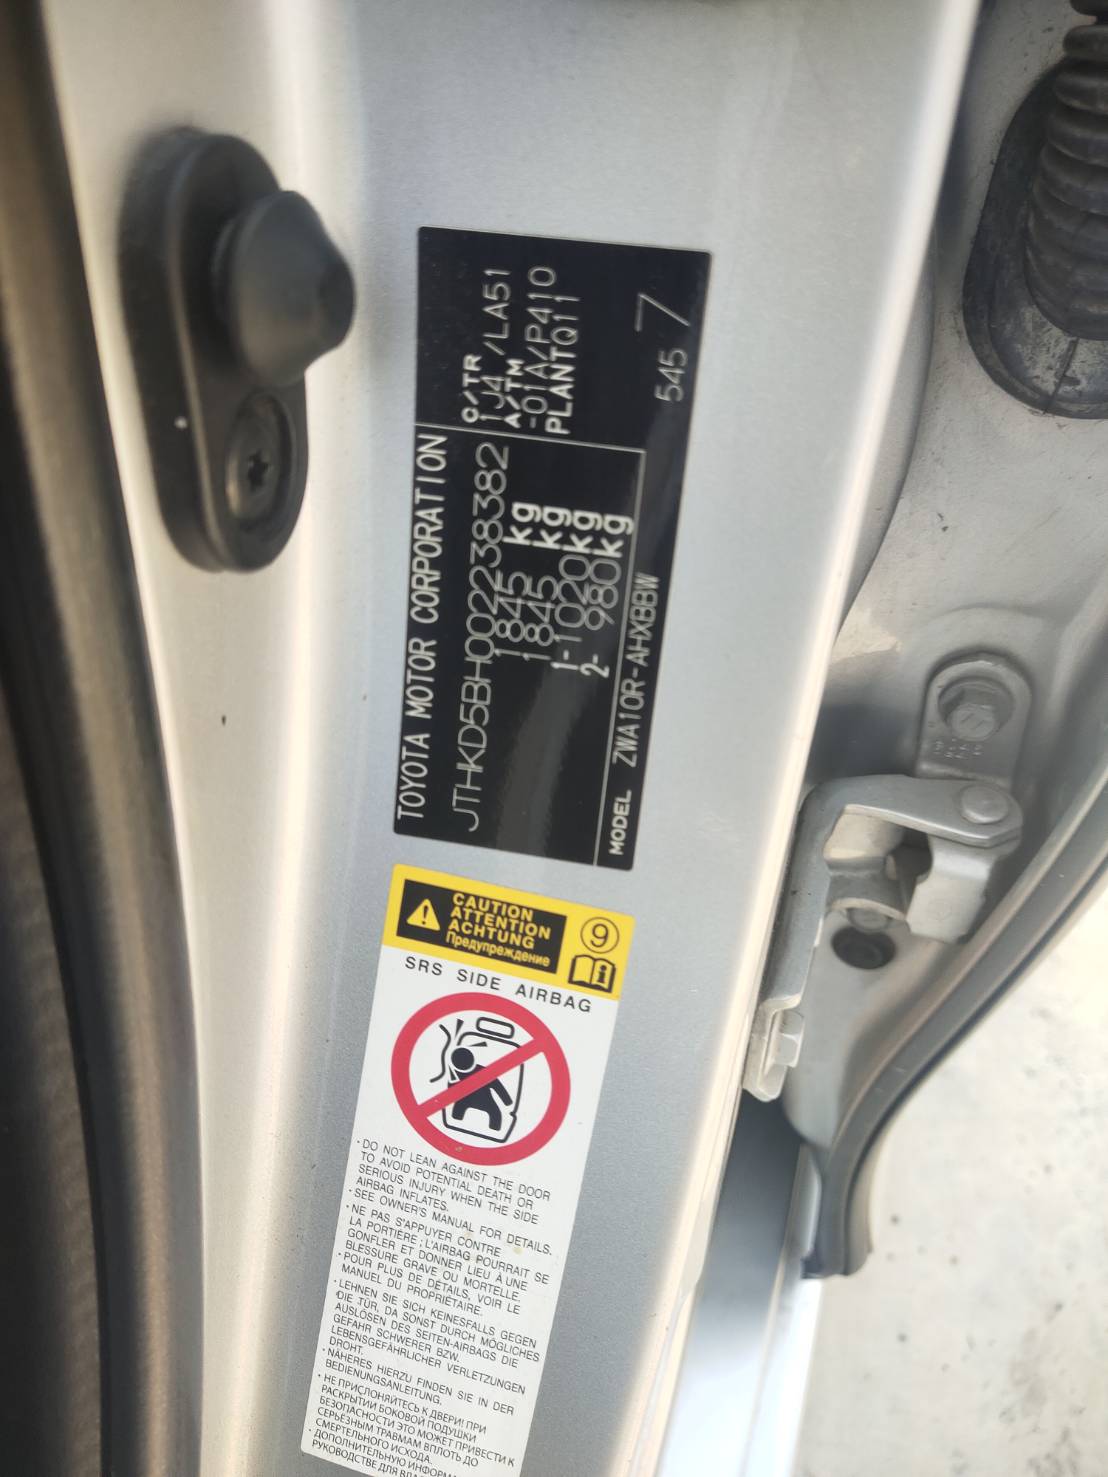 TOYOTA MOTOR CORPORATION
JTHKD5BH002238382
1845 kg
1845 kg
1-1020kg
2- 980kg
MODEL ZWA10R-AHXBBW
C/TR
1J4 /LA51
A/TM
-01A/P410
PLANTQ11
545 7
CAUTION
ATTENTION
ACHTUNG
Предупреждение
9
i
SRS SIDE AIRBAG
· DO NOT LEAN AGAINST THE DOOR
TO AVOID POTENTIAL DEATH OR
SERIOUS INJURY WHEN THE SIDE
AIRBAG INFLATES.
· SEE OWNER'S MANUAL FOR DETAILS.
· NE PAS S'APPUYER CONTRE
LA PORTIÈRE ; L'AIRBAG POURRAIT SE
GONFLER ET DONNER LIEU À UNE
BLESSURE GRAVE OU MORTELLE.
· POUR PLUS DE DÉTAILS, VOIR LE
MANUEL DU PROPRIÉTAIRE.
· LEHNEN SIE SICH KEINESFALLS GEGEN
DIE TÜR, DA SONST DURCH MÖGLICHES
AUSLÖSEN DES SEITEN-AIRBAGS DIE
GEFAHR SCHWERER BZW.
LEBENSGEFÄHRLICHER VERLETZUNGEN
DROHT.
· NÄHERES HIERZU FINDEN SIE IN DER
BEDIENUNGSANLEITUNG.
· НЕ ПРИСЛОНЯЙТЕСЬ К ДВЕРИ! ПРИ
РАСКРЫТИИ БОКОВОЙ ПОДУШКИ
БЕЗОПАСНОСТИ ЭТО МОЖЕТ ПРИВЕСТИ К
СЕРЬЁЗНЫМ ТРАВМАМ ВПЛОТЬ ДО
СМЕРТЕЛЬНОГО ИСХОДА.
· ДОПОЛНИТЕЛЬНУЮ
РУКОВОДСТВЕ ДЛЯ